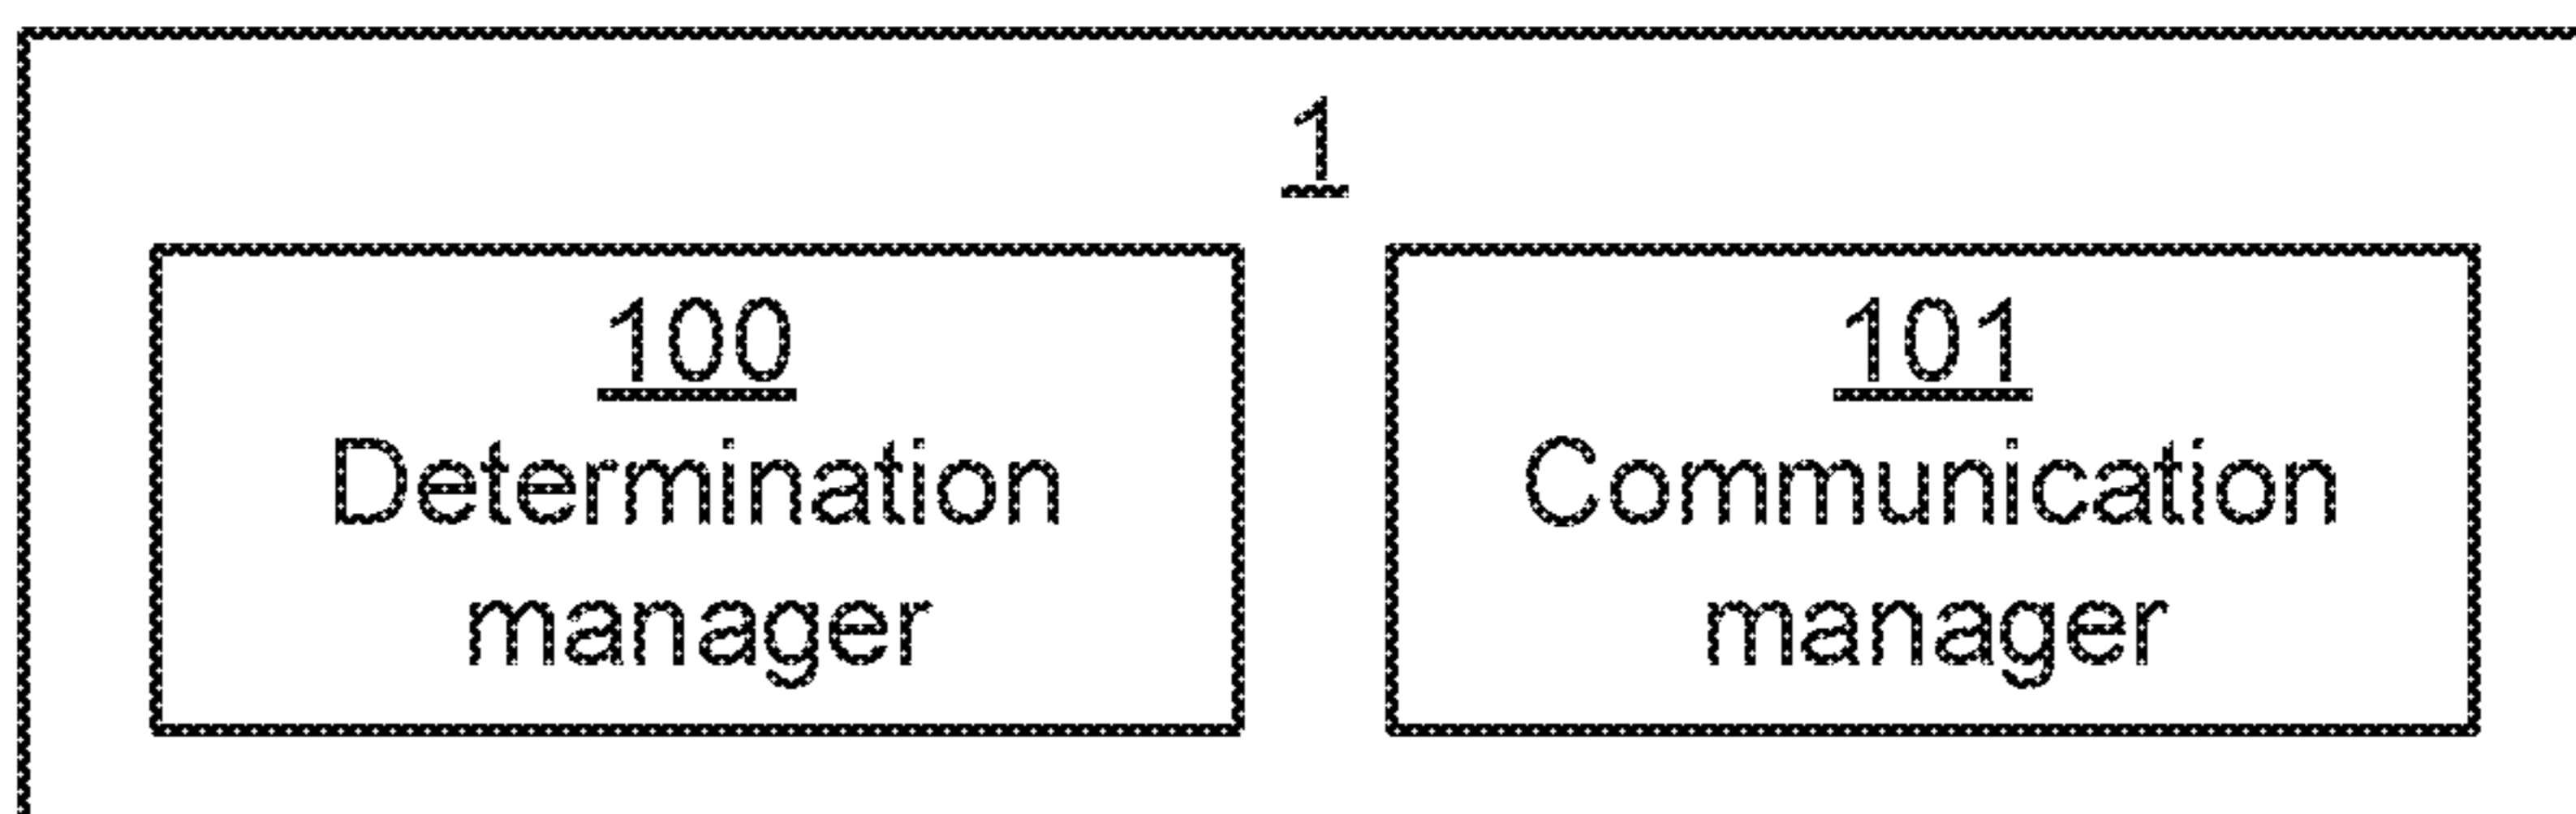 1
100
Determination
manager
101
Communication
manager